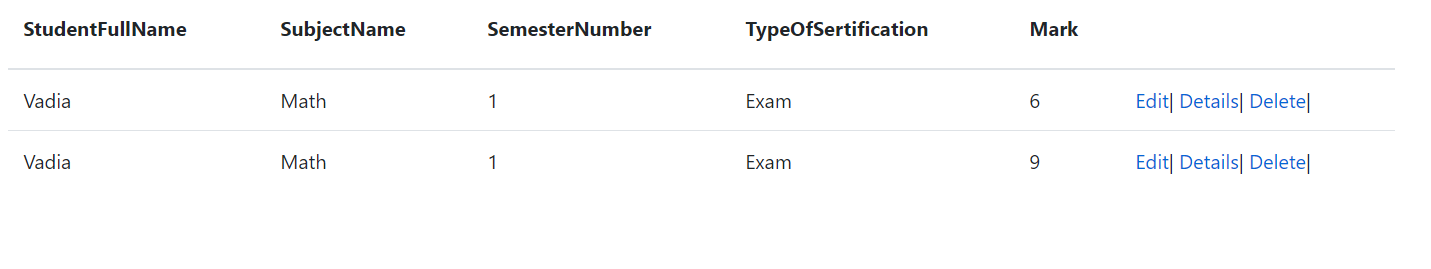 StudentFullName SubjectName SemesterNumber TypeOfSertification Mark
Vadia Math 1 Exam 6 Edit| Details| Delete|
Vadia Math 1 Exam 9 Edit| Details| Delete|